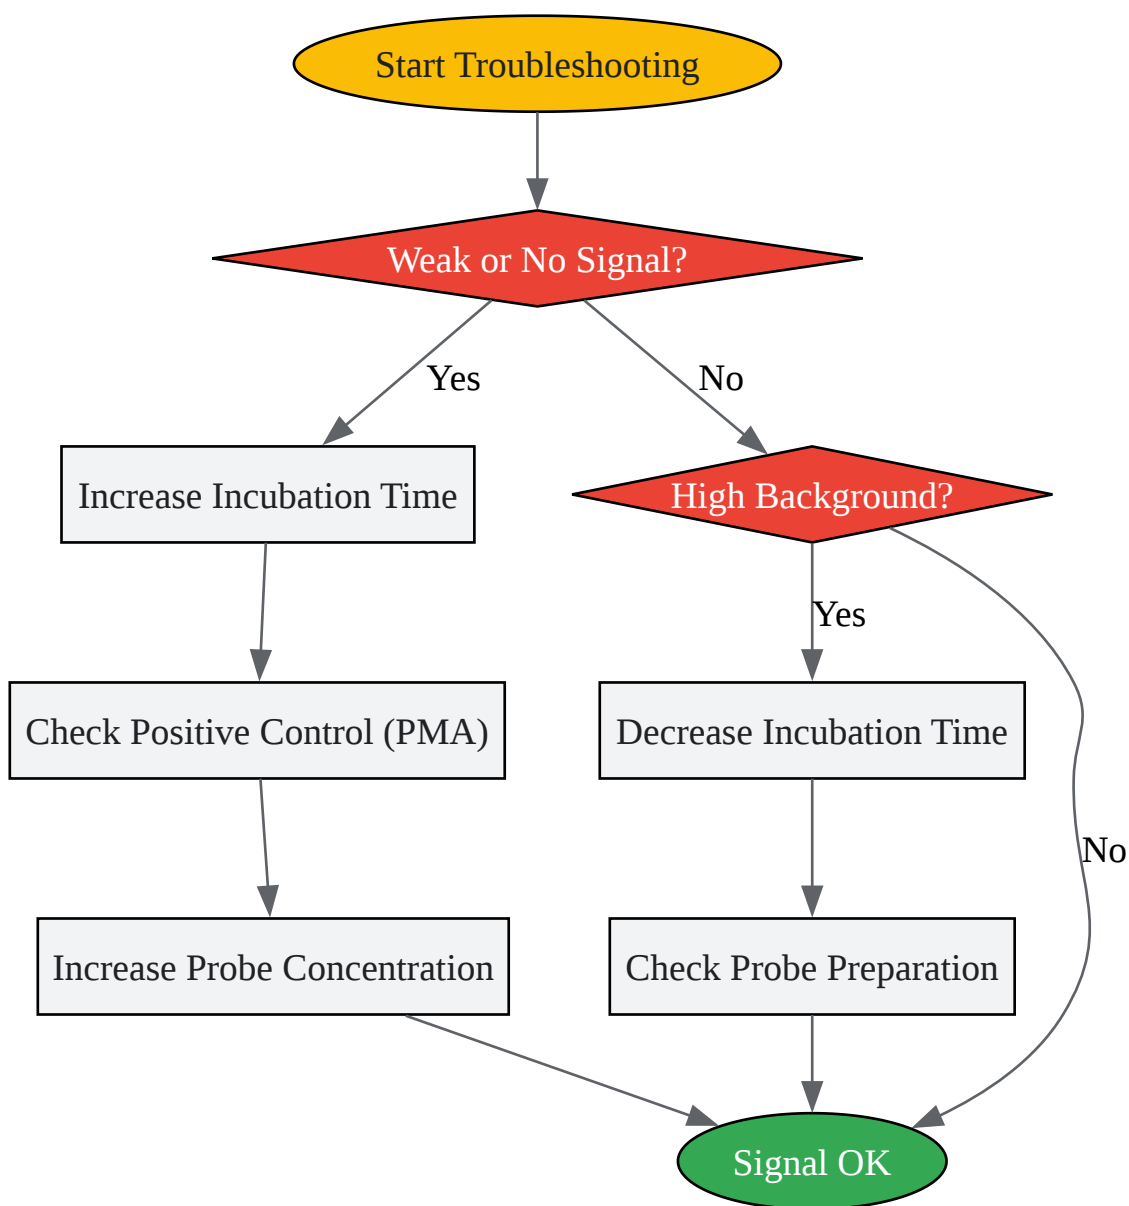 Start Troubleshooting
Weak or No Signal?
Yes
No
Increase Incubation Time
High Background?
Yes
Check Positive Control (PMA)
Decrease Incubation Time
No
Increase Probe Concentration
Check Probe Preparation
Signal OK